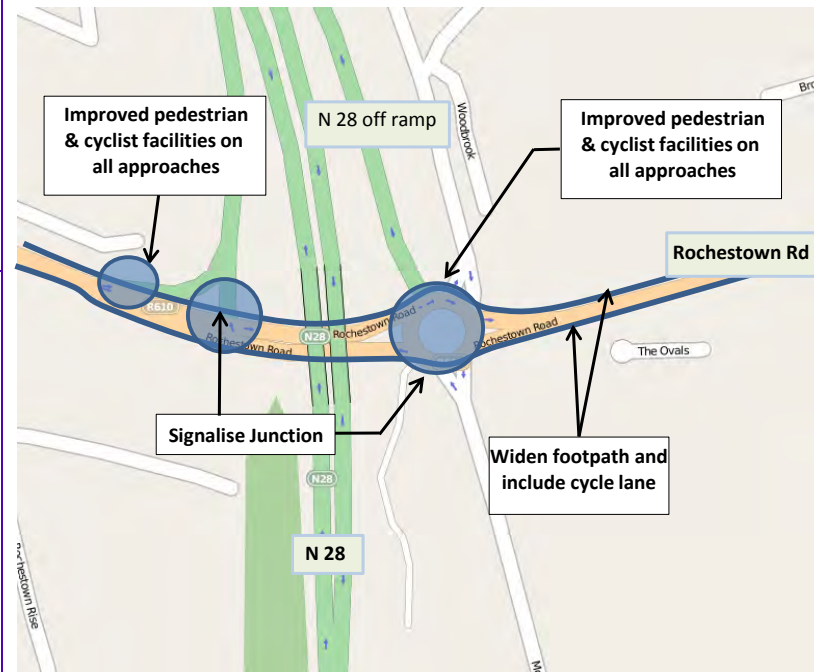 Improved pedestrian
& cyclist facilities on
all approaches
N 28 off ramp
Woodbrook
Improved pedestrian
& cyclist facilities on
all approaches
Rochestown Rd
R610
Rochestown Road
N28
Rochestown Road
Rochestown Road
The Ovals
Signalise Junction
Widen footpath and
include cycle lane
N28
N 28
Rochestown Rise